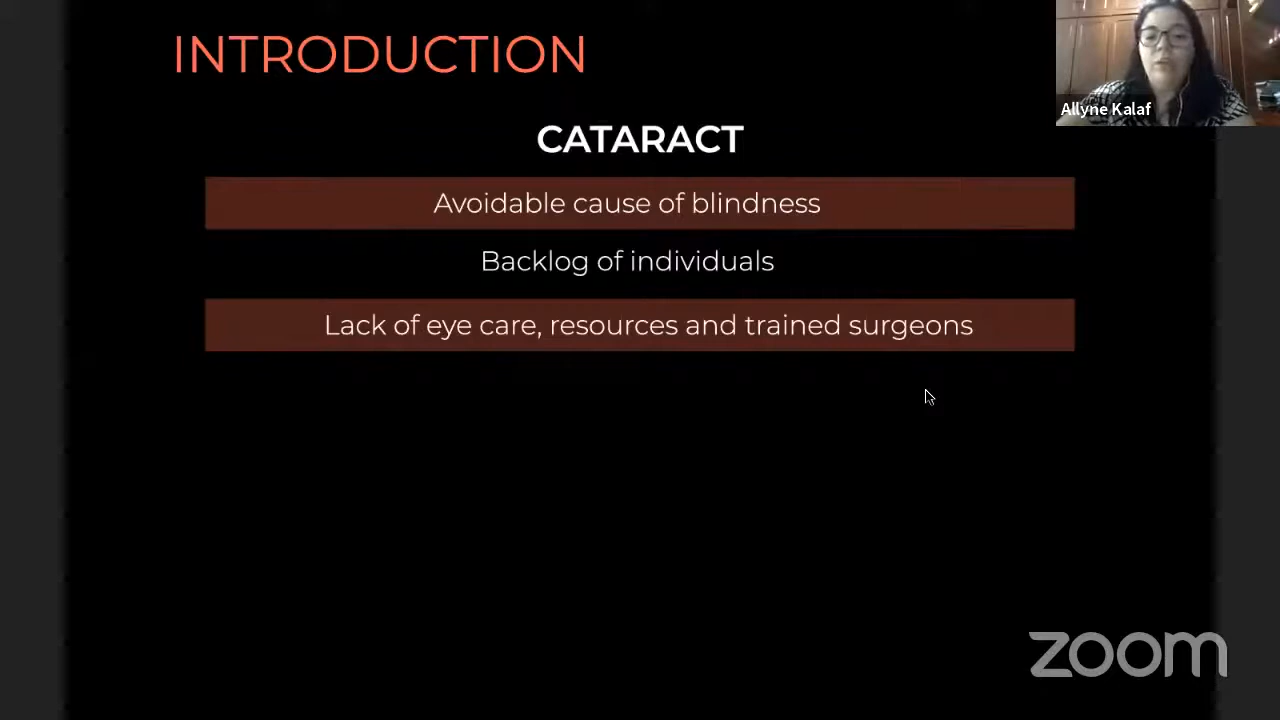 INTRODUCTION
Allyne Kalaf
CATARACT
Avoidable cause of blindness
Backlog of individuals
Lack of eye care, resources and trained surgeons
zoom